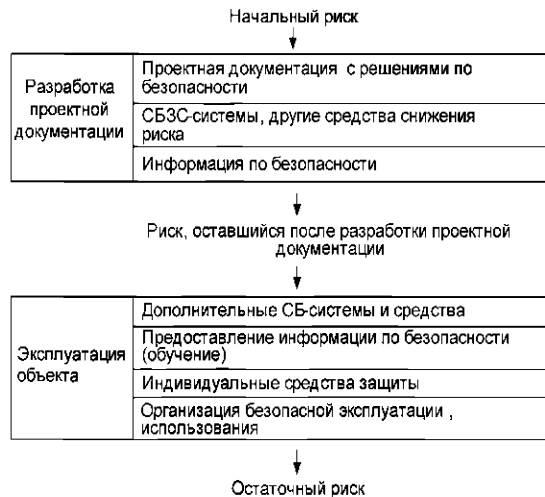 Начальный риск
Разработка
проектной
документации
Проектная документация с решениями по
безопасности
СБЗС-системы, другие средства снижения
риска
Информация по безопасности
Риск, оставшийся после разработки проектной
документации
Эксплуатация
объекта
Дополнительные СБ-системы и средства
Предоставление информации по безопасности
(обучение)
Индивидуальные средства защиты
Организация безопасной эксплуатации ,
использования
Остаточный риск